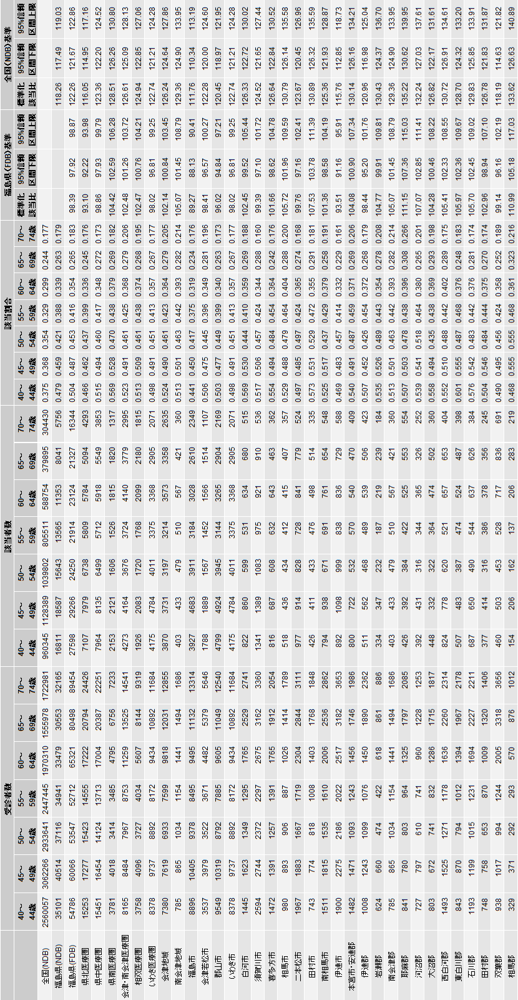 受診者数 該当者数 該当割合 福島県(FDB)基準 全国(NDB)基準
40～44歳 45～49歳 50～54歳 55～59歳 60～64歳 65～69歳 70～74歳 40～44歳 45～49歳 50～54歳 55～59歳 60～64歳 65～69歳 70～74歳 40～44歳 45～49歳 50～54歳 55～59歳 60～64歳 65～69歳 70～74歳 標準化該当比 95%信頼区間下限 95%信頼区間上限 標準化該当比 95%信頼区間下限 95%信頼区間上限
全国(NDB) 2560057 3062266 2933641 2447445 1970310 1555978 1722981 960345 1128389 1039802 805511 588754 379895 304430 0.375 0.368 0.354 0.329 0.299 0.244 0.177
福島県(NDB) 35101 40514 37116 34941 33479 30553 32165 16811 18587 15643 13565 11353 8041 5756 0.479 0.459 0.421 0.388 0.339 0.263 0.179 118.26 117.49 119.03
福島県(FDB) 54786 60066 53547 52712 65321 80498 89454 27598 29266 24250 21914 23124 21327 16344 0.504 0.487 0.453 0.416 0.354 0.265 0.183 98.39 97.92 98.87 122.26 121.67 122.86
県北医療圏 15253 17277 15423 14555 17222 20794 24426 7107 7979 6738 5809 5784 5094 4293 0.466 0.462 0.437 0.399 0.336 0.245 0.176 93.10 92.22 93.98 116.05 114.95 117.16
県中医療圏 15451 16454 14124 13713 17004 20387 22251 7964 8135 6499 5712 5918 5549 3853 0.515 0.494 0.460 0.417 0.348 0.272 0.173 98.86 97.93 99.79 123.36 122.20 124.52
県南医療圏 3781 4018 3414 3485 4795 6756 7233 2153 2121 1606 1526 1815 1820 1317 0.569 0.528 0.470 0.438 0.379 0.269 0.182 104.42 102.59 106.28 128.51 126.26 130.80
会津・南会津医療圏 8165 8484 7967 8753 11259 13525 14541 4273 4164 3676 3724 4140 3779 2995 0.523 0.491 0.461 0.425 0.368 0.279 0.206 102.48 101.26 103.72 126.61 125.09 128.13
相双医療圏 3758 4096 3727 4034 5607 8144 9319 1926 2083 1720 1768 2099 2180 1815 0.513 0.509 0.461 0.438 0.374 0.268 0.195 102.47 100.76 104.21 124.94 122.85 127.06
いわき医療圏 8378 9737 8892 8172 9434 10892 11684 4175 4784 4011 3375 3368 2905 2071 0.498 0.491 0.451 0.413 0.357 0.267 0.177 98.02 96.81 99.25 122.74 121.21 124.28
会津地域 7380 7619 6933 7599 9818 12031 12855 3870 3731 3197 3214 3573 3358 2635 0.524 0.490 0.461 0.423 0.364 0.279 0.205 102.14 100.84 103.45 126.24 124.64 127.86
南会津地域 785 865 1034 1154 1441 1494 1686 403 433 479 510 567 421 360 0.513 0.501 0.463 0.442 0.393 0.282 0.214 105.07 101.45 108.79 129.36 124.90 133.95
福島市 8896 10405 9378 8495 9495 11132 13314 3927 4683 3911 3184 3028 2610 2349 0.441 0.450 0.417 0.375 0.319 0.234 0.176 89.27 88.13 90.41 111.76 110.34 113.19
会津若松市 3537 3979 3522 3671 4482 5379 5646 1788 1889 1567 1452 1566 1514 1107 0.506 0.475 0.445 0.396 0.349 0.281 0.196 98.41 96.57 100.27 122.28 120.00 124.60
郡山市 9549 10319 8792 7885 9605 11049 12540 4799 4924 3945 3144 3265 2904 2169 0.503 0.477 0.449 0.399 0.340 0.263 0.173 96.02 94.84 97.21 120.45 118.97 121.95
いわき市 8378 9737 8892 8172 9434 10892 11684 4175 4784 4011 3375 3368 2905 2071 0.498 0.491 0.451 0.413 0.357 0.267 0.177 98.02 96.81 99.25 122.74 121.21 124.28
白河市 1445 1623 1349 1295 1765 2529 2741 822 860 599 531 634 680 515 0.569 0.530 0.444 0.410 0.359 0.269 0.188 102.45 99.52 105.44 126.33 122.72 130.02
須賀川市 2594 2744 2372 2297 2675 3162 3360 1341 1389 1083 975 921 910 536 0.517 0.506 0.457 0.424 0.344 0.288 0.160 99.39 97.10 101.72 124.52 121.65 127.44
喜多方市 1472 1391 1257 1391 1765 1912 2054 816 687 608 632 643 463 362 0.554 0.494 0.484 0.454 0.364 0.242 0.176 101.66 98.62 104.78 126.64 122.84 130.52
相馬市 980 893 906 887 1026 1414 1789 518 436 434 412 415 407 357 0.529 0.488 0.479 0.464 0.404 0.288 0.200 105.72 101.96 109.59 130.79 126.14 135.58
二本松市 1967 1883 1667 1719 2304 2844 3111 977 914 828 728 841 779 524 0.497 0.485 0.497 0.424 0.365 0.274 0.168 99.76 97.16 102.41 123.67 120.45 126.96
田村市 743 774 818 1008 1403 1768 1848 426 411 433 476 498 514 335 0.573 0.531 0.529 0.472 0.355 0.291 0.181 107.53 103.78 111.39 130.89 126.32 135.59
南相馬市 1511 1815 1535 1610 2006 2536 2862 794 938 671 691 761 654 548 0.525 0.517 0.437 0.429 0.379 0.258 0.191 101.36 98.58 104.19 125.36 121.93 128.87
伊達市 1900 2275 2186 2022 2517 3182 3653 892 1098 999 838 836 729 588 0.469 0.483 0.457 0.414 0.332 0.229 0.161 93.51 91.16 95.91 115.76 112.85 118.73
本宮市・安達郡 1482 1471 1093 1243 1456 1746 1986 800 722 532 570 540 470 409 0.540 0.491 0.487 0.459 0.371 0.269 0.206 104.08 100.90 107.34 130.14 126.16 134.21
伊達郡 1008 1243 1099 1076 1450 1890 2362 511 562 468 489 539 506 423 0.507 0.452 0.426 0.454 0.372 0.268 0.179 98.44 95.20 101.76 120.96 116.98 125.04
岩瀬郡 624 660 474 422 618 861 886 334 347 232 187 219 239 184 0.535 0.526 0.489 0.443 0.354 0.278 0.208 104.77 99.91 109.81 130.43 124.37 136.70
南会津郡 785 865 1034 1154 1441 1494 1686 403 433 479 510 567 421 360 0.513 0.501 0.463 0.442 0.393 0.282 0.214 105.07 101.45 108.79 129.36 124.90 133.95
耶麻郡 841 780 803 964 1325 1797 2085 426 392 384 422 525 553 554 0.507 0.503 0.478 0.438 0.396 0.308 0.266 111.15 107.36 115.03 135.22 130.62 139.95
河沼郡 727 797 610 741 960 1228 1253 392 431 316 344 365 326 252 0.539 0.541 0.518 0.464 0.380 0.265 0.201 107.07 102.85 111.41 132.24 127.03 137.61
大沼郡 803 672 741 832 1286 1715 1817 448 332 322 364 474 502 360 0.558 0.494 0.435 0.438 0.369 0.293 0.198 104.28 100.46 108.22 126.82 122.17 131.61
西白河郡 1493 1525 1271 1178 1636 2260 2314 824 778 620 521 657 653 404 0.552 0.510 0.488 0.442 0.402 0.289 0.175 105.41 102.33 108.55 130.72 126.91 134.61
東白川郡 843 870 794 1012 1394 1967 2178 507 483 387 474 524 487 398 0.601 0.555 0.487 0.468 0.376 0.248 0.183 105.97 102.36 109.67 128.70 124.32 133.20
石川郡 1193 1199 1015 1231 1694 2227 2211 687 650 490 544 637 626 384 0.576 0.542 0.483 0.442 0.376 0.281 0.174 105.70 102.45 109.02 129.83 125.85 133.91
田村郡 748 758 653 870 1009 1320 1406 377 414 316 386 378 356 245 0.504 0.546 0.484 0.444 0.375 0.270 0.174 102.96 98.94 107.10 126.78 121.83 131.87
双葉郡 938 1017 994 1244 2005 3318 3656 460 503 453 528 717 836 691 0.490 0.495 0.456 0.424 0.358 0.252 0.189 99.14 96.16 102.19 118.19 114.63 121.82
相馬郡 329 371 292 293 570 876 1012 154 206 162 137 206 283 219 0.468 0.555 0.555 0.468 0.361 0.323 0.216 110.99 105.18 117.03 133.62 126.63 140.89